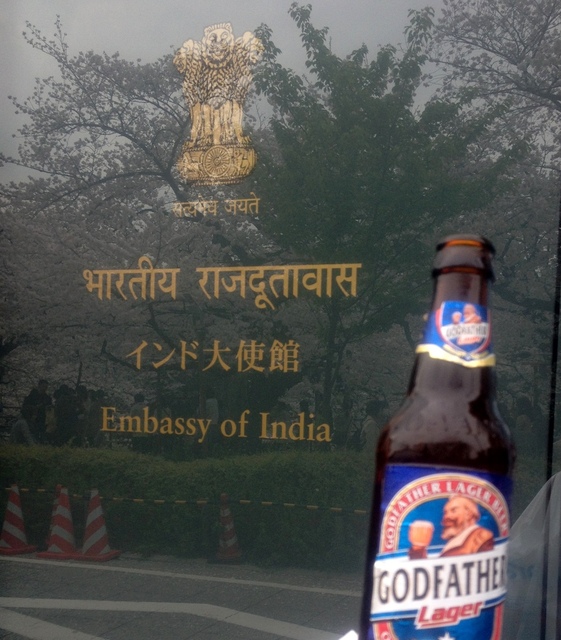 सत्यमेव जयते
भारतीय राजदूतावास
インド大使館
Embassy of India
GODFATHER
GODFATHER LAGER BEER
GODFATHER
Lager